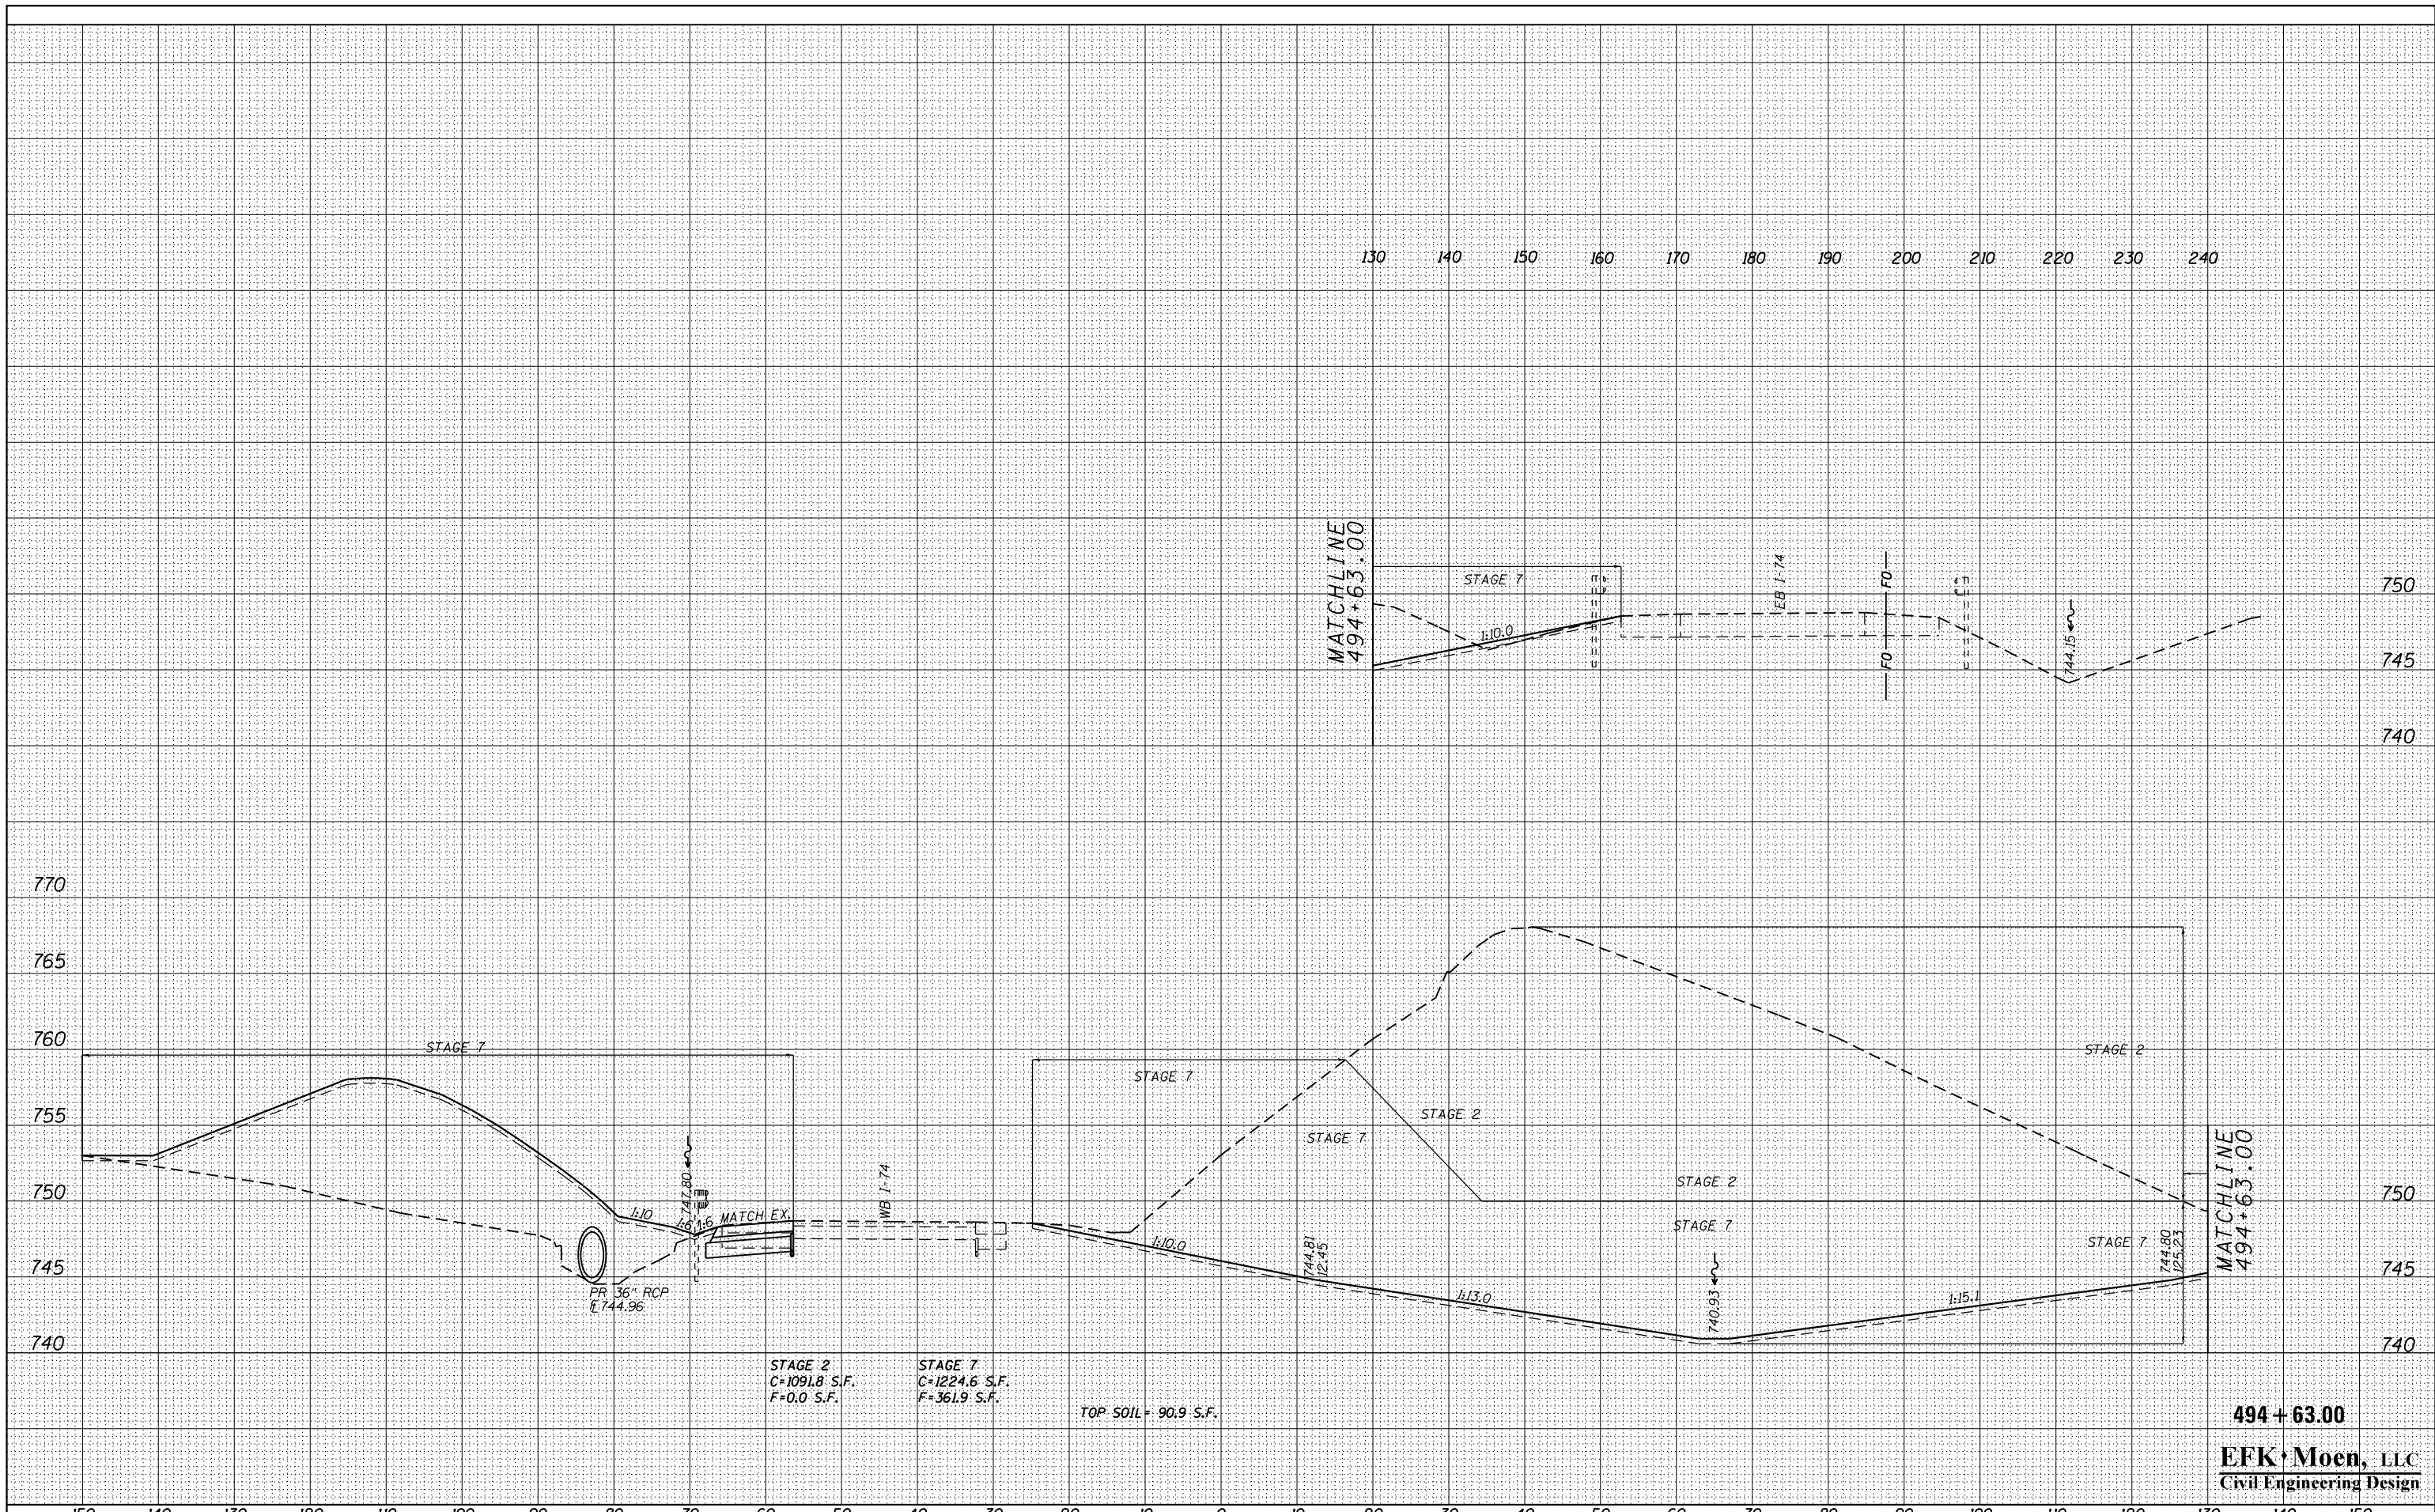 130 140 150 160 170 180 190 200 210 220 230 240
MATCHLINE
494+63.00
STAGE 7
1:10.0
EB I-74
FO
FO
744.15
750
745
740
770
765
760
755
750
745
740
STAGE 7
1:10
747.80
1:6
1:6
MATCH EX.
PR 36" RCP
744.96
WB I-74
STAGE 7
STAGE 2
STAGE 7
1:10.0
744.81
12.45
1:13.0
STAGE 2
STAGE 7
740.93
1:15.1
STAGE 2
STAGE 7
744.80
125.23
MATCHLINE
494+63.00
750
745
740
STAGE 2
C=1091.8 S.F.
F=0.0 S.F.
STAGE 7
C=1224.6 S.F.
F=361.9 S.F.
TOP SOIL= 90.9 S.F.
494+63.00
EFK Moen, LLC
Civil Engineering Design